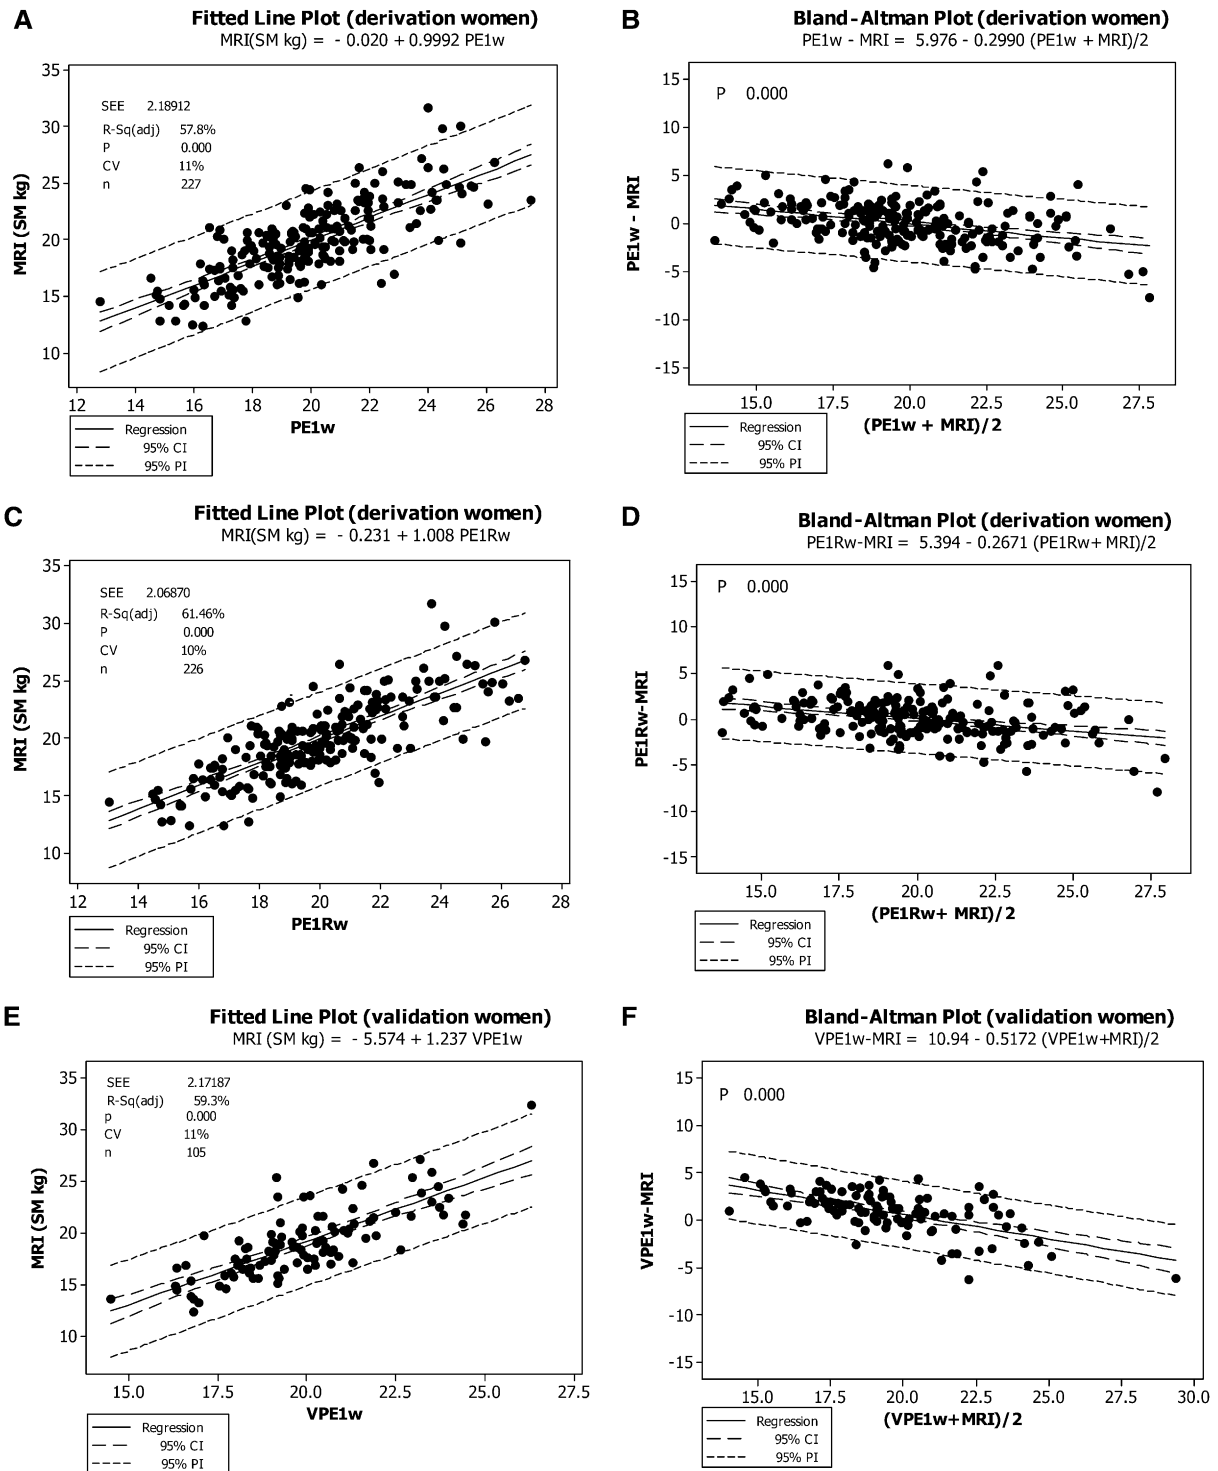 A
Fitted Line Plot (derivation women)
MRI(SM kg) = - 0.020 + 0.9992 PE1w
SEE 2.18912
R-Sq(adj) 57.8%
P 0.000
CV 11%
n 227
MRI (SM kg)
35
30
25
20
15
10
12 14 16 18 20 22 24 26 28
PE1w
Regression
95% CI
95% PI
B
Bland-Altman Plot (derivation women)
PE1w - MRI = 5.976 - 0.2990 (PE1w + MRI)/2
P 0.000
PE1w - MRI
15
10
5
0
-5
-10
-15
15.0 17.5 20.0 22.5 25.0 27.5
(PE1w + MRI)/2
Regression
95% CI
95% PI
C
Fitted Line Plot (derivation women)
MRI(SM kg) = - 0.231 + 1.008 PE1Rw
SEE 2.06870
R-Sq(adj) 61.46%
P 0.000
CV 10%
n 226
MRI (SM kg)
35
30
25
20
15
10
12 14 16 18 20 22 24 26 28
PE1Rw
Regression
95% CI
95% PI
D
Bland-Altman Plot (derivation women)
PE1Rw-MRI = 5.394 - 0.2671 (PE1Rw+ MRI)/2
P 0.000
PE1Rw-MRI
15
10
5
0
-5
-10
-15
15.0 17.5 20.0 22.5 25.0 27.5
(PE1Rw+ MRI)/2
Regression
95% CI
95% PI
E
Fitted Line Plot (validation women)
MRI (SM kg) = - 5.574 + 1.237 VPE1w
SEE 2.17187
R-Sq(adj) 59.3%
p 0.000
CV 11%
n 105
MRI (SM kg)
35
30
25
20
15
10
15.0 17.5 20.0 22.5 25.0 27.5
VPE1w
Regression
95% CI
95% PI
F
Bland-Altman Plot (validation women)
VPE1w-MRI = 10.94 - 0.5172 (VPE1w+MRI)/2
P 0.000
VPE1w-MRI
15
10
5
0
-5
-10
-15
15.0 17.5 20.0 22.5 25.0 27.5 30.0
(VPE1w+MRI)/2
Regression
95% CI
95% PI